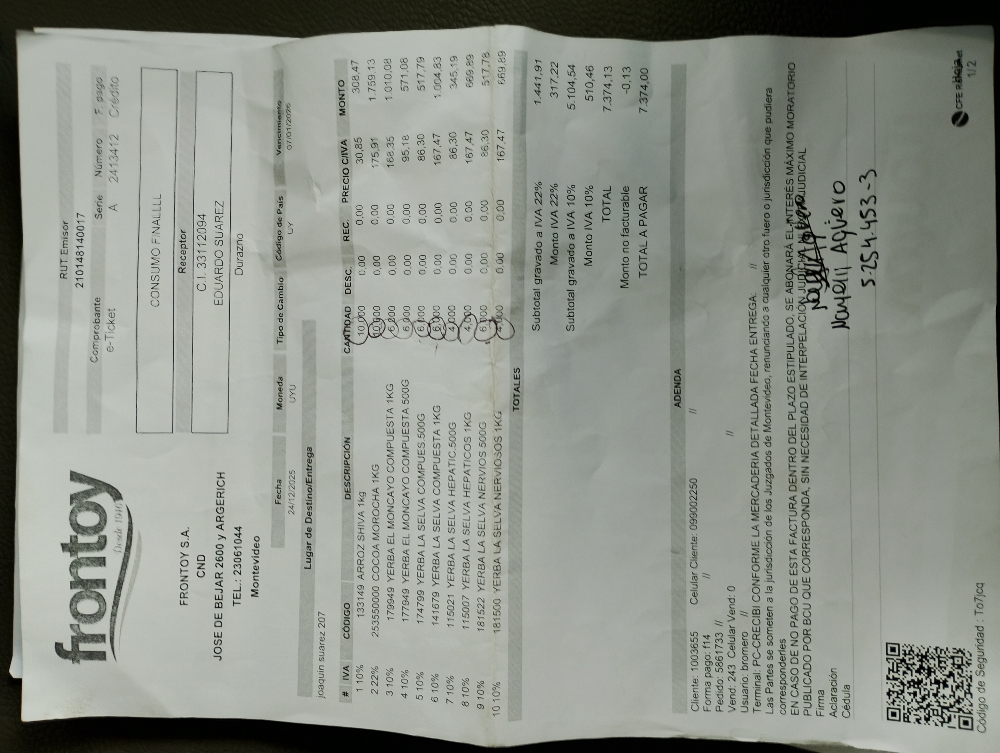 frontoy
Desde 1946
FRONTOY S.A.
CND
JOSE DE BEJAR 2600 y ARGERICH
TEL.: 23061044
Montevideo
RUT Emisor
210148140017
Comprobante Serie Número F. pago
e-Ticket A 2413412 Crédito
CONSUMO FINALLLL
Receptor
C.I. 33112094
EDUARDO SUAREZ
Durazno
Fecha Moneda Tipo de Cambio Código de País Vencimiento
24/12/2025 UYU UY 07/01/2026
Lugar de Destino/Entrega
joaquin suarez 207
# IVA CÓDIGO DESCRIPCIÓN CANTIDAD DESC. REC. PRECIO C/IVA MONTO
1 10% 133149 ARROZ SHIVA 1kg 10,000 0,00 0,00 30,85 308,47
2 22% 253550000 COCOA MOROCHA 1KG 10,000 0,00 0,00 175,91 1.759,13
3 10% 179949 YERBA EL MONCAYO COMPUESTA 1KG 6,000 0,00 0,00 168,35 1.010,08
4 10% 177949 YERBA EL MONCAYO COMPUESTA 500G 6,000 0,00 0,00 95,18 571,08
5 10% 174799 YERBA LA SELVA COMPUES.500G 6,000 0,00 0,00 86,30 517,79
6 10% 141679 YERBA LA SELVA COMPUESTA 1KG 6,000 0,00 0,00 167,47 1.004,83
7 10% 115021 YERBA LA SELVA HEPATIC.500G 4,000 0,00 0,00 86,30 345,19
8 10% 115007 YERBA LA SELVA HEPATICOS 1KG 4,000 0,00 0,00 167,47 669,89
9 10% 181522 YERBA LA SELVA NERVIOS 500G 6,000 0,00 0,00 86,30 517,78
10 10% 181500 YERBA LA SELVA NERVIOSOS 1KG 4,000 0,00 0,00 167,47 669,89
TOTALES
Subtotal gravado a IVA 22% 1.441,91
Monto IVA 22% 317,22
Subtotal gravado a IVA 10% 5.104,54
Monto IVA 10% 510,46
TOTAL 7.374,13
Monto no facturable -0,13
TOTAL A PAGAR 7.374,00
ADENDA
Cliente: 1003655 Celular Cliente: 099002250 //
Forma pago: f14 //
Pedido: 5861733 //
Vend: 243 Celular Vend: 0 //
Usuario: bromero //
Terminal: PC-CRECIBI CONFORME LA MERCADERIA DETALLADA FECHA ENTREGA: //
Las Partes se someten a la jurisdicción de los Juzgados de Montevideo, renunciando a cualquier otro fuero o jurisdicción que pudiera
corresponderles
EN CASO DE NO PAGO DE ESTA FACTURA DENTRO DEL PLAZO ESTIPULADO, SE ABONARÁ EL INTERÉS MÁXIMO MORATORIO
PUBLICADO POR BCU QUE CORRESPONDA, SIN NECESIDAD DE INTERPELACIÓN JUDICIAL JUDICIAL
Firma
Aclaración Agüero
Cédula 5.254.453-3
Código de Seguridad : To7jcq
CFE
1/2